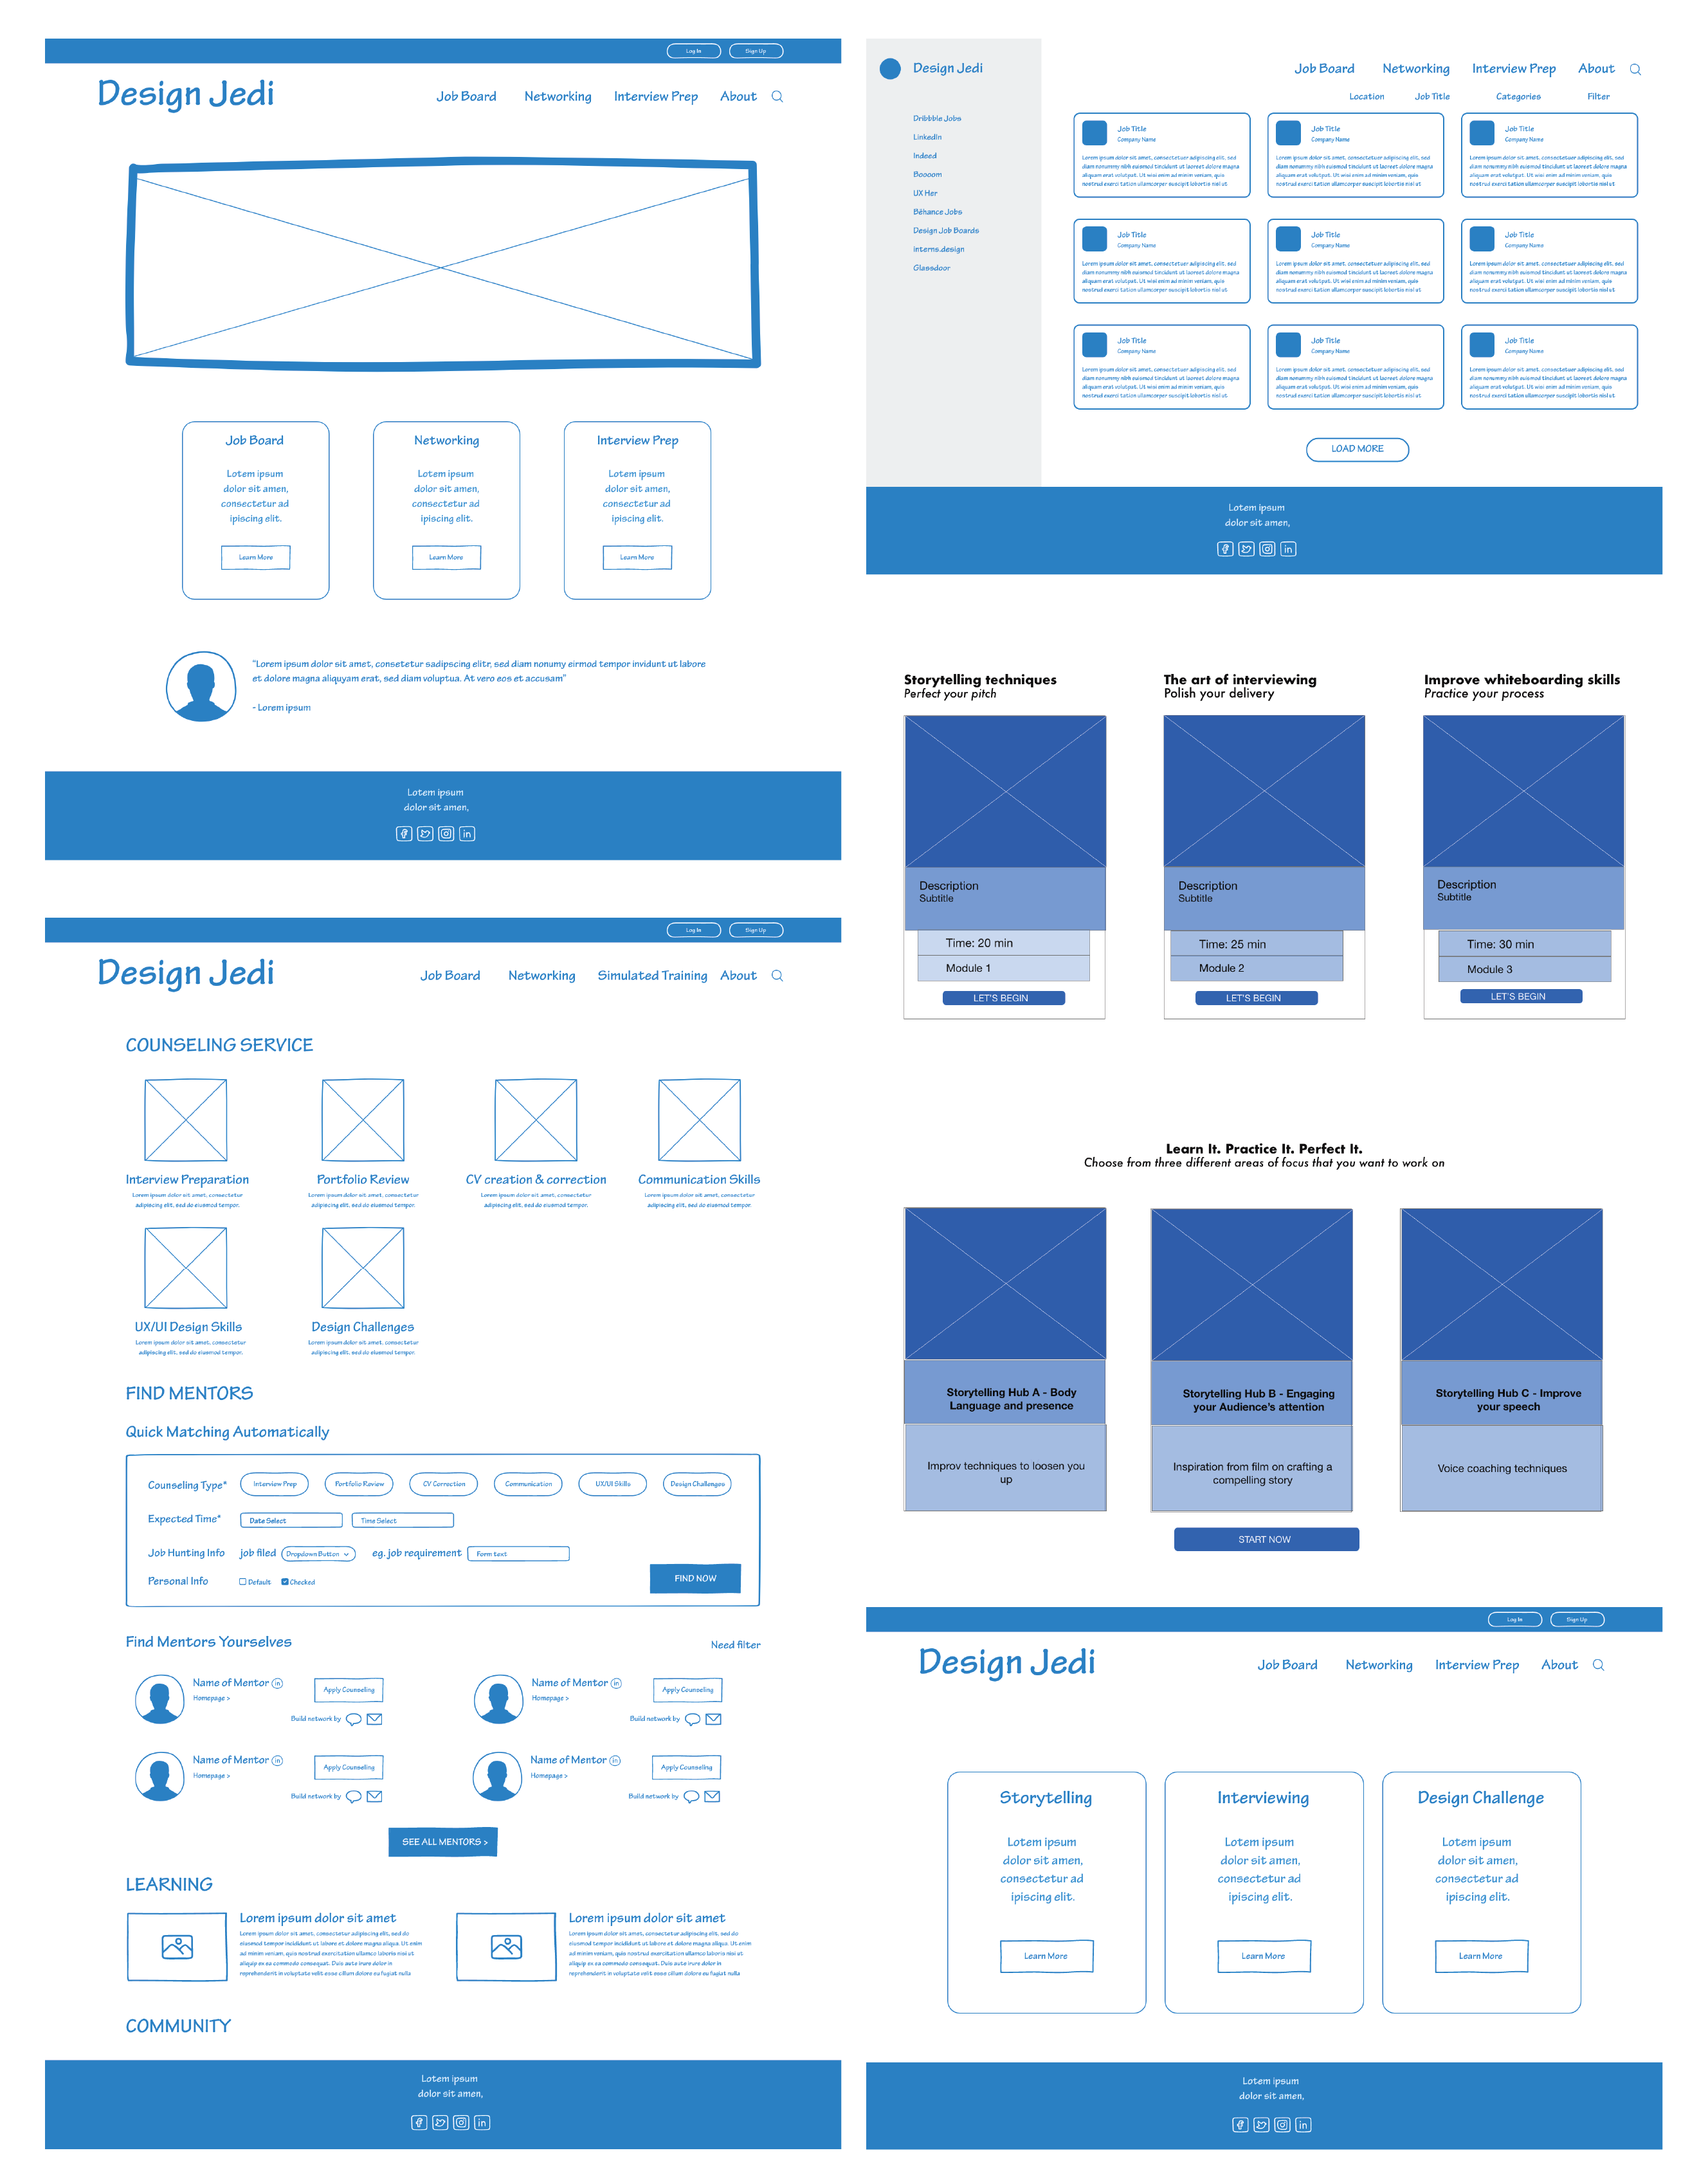 Log In
Sign Up
Design Jedi
Job Board
Networking
Interview Prep
About
Job Board
Lotem ipsum
dolor sit amen,
consectetur ad
ipiscing elit.
Learn More
Networking
Lotem ipsum
dolor sit amen,
consectetur ad
ipiscing elit.
Learn More
Interview Prep
Lotem ipsum
dolor sit amen,
consectetur ad
ipiscing elit.
Learn More
"Lorem ipsum dolor sit amet, consetetur sadipscing elitr, sed diam nonumy eirmod tempor invidunt ut labore
et dolore magna aliquyam erat, sed diam voluptua. At vero eos et accusam"
- Lorem ipsum
Lotem ipsum
dolor sit amen,
in
Log In
Sign Up
Design Jedi
Job Board
Networking
Simulated Training
About
COUNSELING SERVICE
Interview Preparation
Lorem ipsum dolor sit amet, consectetur
adipiscing elit, sed do eiusmod tempor.
Portfolio Review
Lorem ipsum dolor sit amet, consectetur
adipiscing elit, sed do eiusmod tempor.
CV creation & correction
Lorem ipsum dolor sit amet, consectetur
adipiscing elit, sed do eiusmod tempor.
Communication Skills
Lorem ipsum dolor sit amet, consectetur
adipiscing elit, sed do eiusmod tempor.
UX/UI Design Skills
Lorem ipsum dolor sit amet, consectetur
adipiscing elit, sed do eiusmod tempor.
Design Challenges
Lorem ipsum dolor sit amet, consectetur
adipiscing elit, sed do eiusmod tempor.
FIND MENTORS
Quick Matching Automatically
Counseling Type*
Interview Prep
Portfolio Review
CV Correction
Communication
UX/UI Skills
Design Challenges
Expected Time*
Date Select
Time Select
Job Hunting Info
job filed
Dropdown Button
eg. job requirement
Form text
Personal Info
Default
Checked
FIND NOW
Find Mentors Yourselves
Need filter
Name of Mentor in
Homepage >
Apply Counseling
Build network by
Name of Mentor in
Homepage >
Apply Counseling
Build network by
Name of Mentor in
Homepage >
Apply Counseling
Build network by
Name of Mentor in
Homepage >
Apply Counseling
Build network by
SEE ALL MENTORS >
LEARNING
Lorem ipsum dolor sit amet
Lorem ipsum dolor sit amet, consectetur adipiscing elit, sed do
eiusmod tempor incididunt ut labore et dolore magna aliqua. Ut enim
ad minim veniam, quis nostrud exercitation ullamco laboris nisi ut
aliquip ex ea commodo consequat. Duis aute irure dolor in
reprehenderit in voluptate velit esse cillum dolore eu fugiat nulla
Lorem ipsum dolor sit amet
Lorem ipsum dolor sit amet, consectetur adipiscing elit, sed do
eiusmod tempor incididunt ut labore et dolore magna aliqua. Ut enim
ad minim veniam, quis nostrud exercitation ullamco laboris nisi ut
aliquip ex ea commodo consequat. Duis aute irure dolor in
reprehenderit in voluptate velit esse cillum dolore eu fugiat nulla
COMMUNITY
Lotem ipsum
dolor sit amen,
in
Design Jedi
Dribbble Jobs
LinkedIn
Indeed
Boooom
UX Her
Béhance Jobs
Design Job Boards
interns.design
Glassdoor
Job Board
Networking
Interview Prep
About
Location
Job Title
Categories
Filter
Job Title
Company Name
Lorem ipsum dolor sit amet, consectetuer adipiscing elit, sed
diam nonummy nibh euismod tincidunt ut laoreet dolore magna
aliquam erat volutpat. Ut wisi enim ad minim veniam, quis
nostrud exerci tation ullamcorper suscipit lobortis nisl ut
Job Title
Company Name
Lorem ipsum dolor sit amet, consectetuer adipiscing elit, sed
diam nonummy nibh euismod tincidunt ut laoreet dolore magna
aliquam erat volutpat. Ut wisi enim ad minim veniam, quis
nostrud exerci tation ullamcorper suscipit lobortis nisl ut
Job Title
Company Name
Lorem ipsum dolor sit amet, consectetuer adipiscing elit, sed
diam nonummy nibh euismod tincidunt ut laoreet dolore magna
aliquam erat volutpat. Ut wisi enim ad minim veniam, quis
nostrud exerci tation ullamcorper suscipit lobortis nisl ut
Job Title
Company Name
Lorem ipsum dolor sit amet, consectetuer adipiscing elit, sed
diam nonummy nibh euismod tincidunt ut laoreet dolore magna
aliquam erat volutpat. Ut wisi enim ad minim veniam, quis
nostrud exerci tation ullamcorper suscipit lobortis nisl ut
Job Title
Company Name
Lorem ipsum dolor sit amet, consectetuer adipiscing elit, sed
diam nonummy nibh euismod tincidunt ut laoreet dolore magna
aliquam erat volutpat. Ut wisi enim ad minim veniam, quis
nostrud exerci tation ullamcorper suscipit lobortis nisl ut
Job Title
Company Name
Lorem ipsum dolor sit amet, consectetuer adipiscing elit, sed
diam nonummy nibh euismod tincidunt ut laoreet dolore magna
aliquam erat volutpat. Ut wisi enim ad minim veniam, quis
nostrud exerci tation ullamcorper suscipit lobortis nisl ut
Job Title
Company Name
Lorem ipsum dolor sit amet, consectetuer adipiscing elit, sed
diam nonummy nibh euismod tincidunt ut laoreet dolore magna
aliquam erat volutpat. Ut wisi enim ad minim veniam, quis
nostrud exerci tation ullamcorper suscipit lobortis nisl ut
Job Title
Company Name
Lorem ipsum dolor sit amet, consectetuer adipiscing elit, sed
diam nonummy nibh euismod tincidunt ut laoreet dolore magna
aliquam erat volutpat. Ut wisi enim ad minim veniam, quis
nostrud exerci tation ullamcorper suscipit lobortis nisl ut
Job Title
Company Name
Lorem ipsum dolor sit amet, consectetuer adipiscing elit, sed
diam nonummy nibh euismod tincidunt ut laoreet dolore magna
aliquam erat volutpat. Ut wisi enim ad minim veniam, quis
nostrud exerci tation ullamcorper suscipit lobortis nisl ut
LOAD MORE
Lotem ipsum
dolor sit amen,
in
Storytelling techniques
Perfect your pitch
Description
Subtitle
Time: 20 min
Module 1
LET'S BEGIN
The art of interviewing
Polish your delivery
Description
Subtitle
Time: 25 min
Module 2
LET'S BEGIN
Improve whiteboarding skills
Practice your process
Description
Subtitle
Time: 30 min
Module 3
LET'S BEGIN
Learn It. Practice It. Perfect It.
Choose from three different areas of focus that you want to work on
Storytelling Hub A - Body
Language and presence
Improv techniques to loosen you
up
Storytelling Hub B - Engaging
your Audience's attention
Inspiration from film on crafting a
compelling story
Storytelling Hub C - Improve
your speech
Voice coaching techniques
START NOW
Log In
Sign Up
Design Jedi
Job Board
Networking
Interview Prep
About
Storytelling
Lotem ipsum
dolor sit amen,
consectetur ad
ipiscing elit.
Learn More
Interviewing
Lotem ipsum
dolor sit amen,
consectetur ad
ipiscing elit.
Learn More
Design Challenge
Lotem ipsum
dolor sit amen,
consectetur ad
ipiscing elit.
Learn More
Lotem ipsum
dolor sit amen,
in